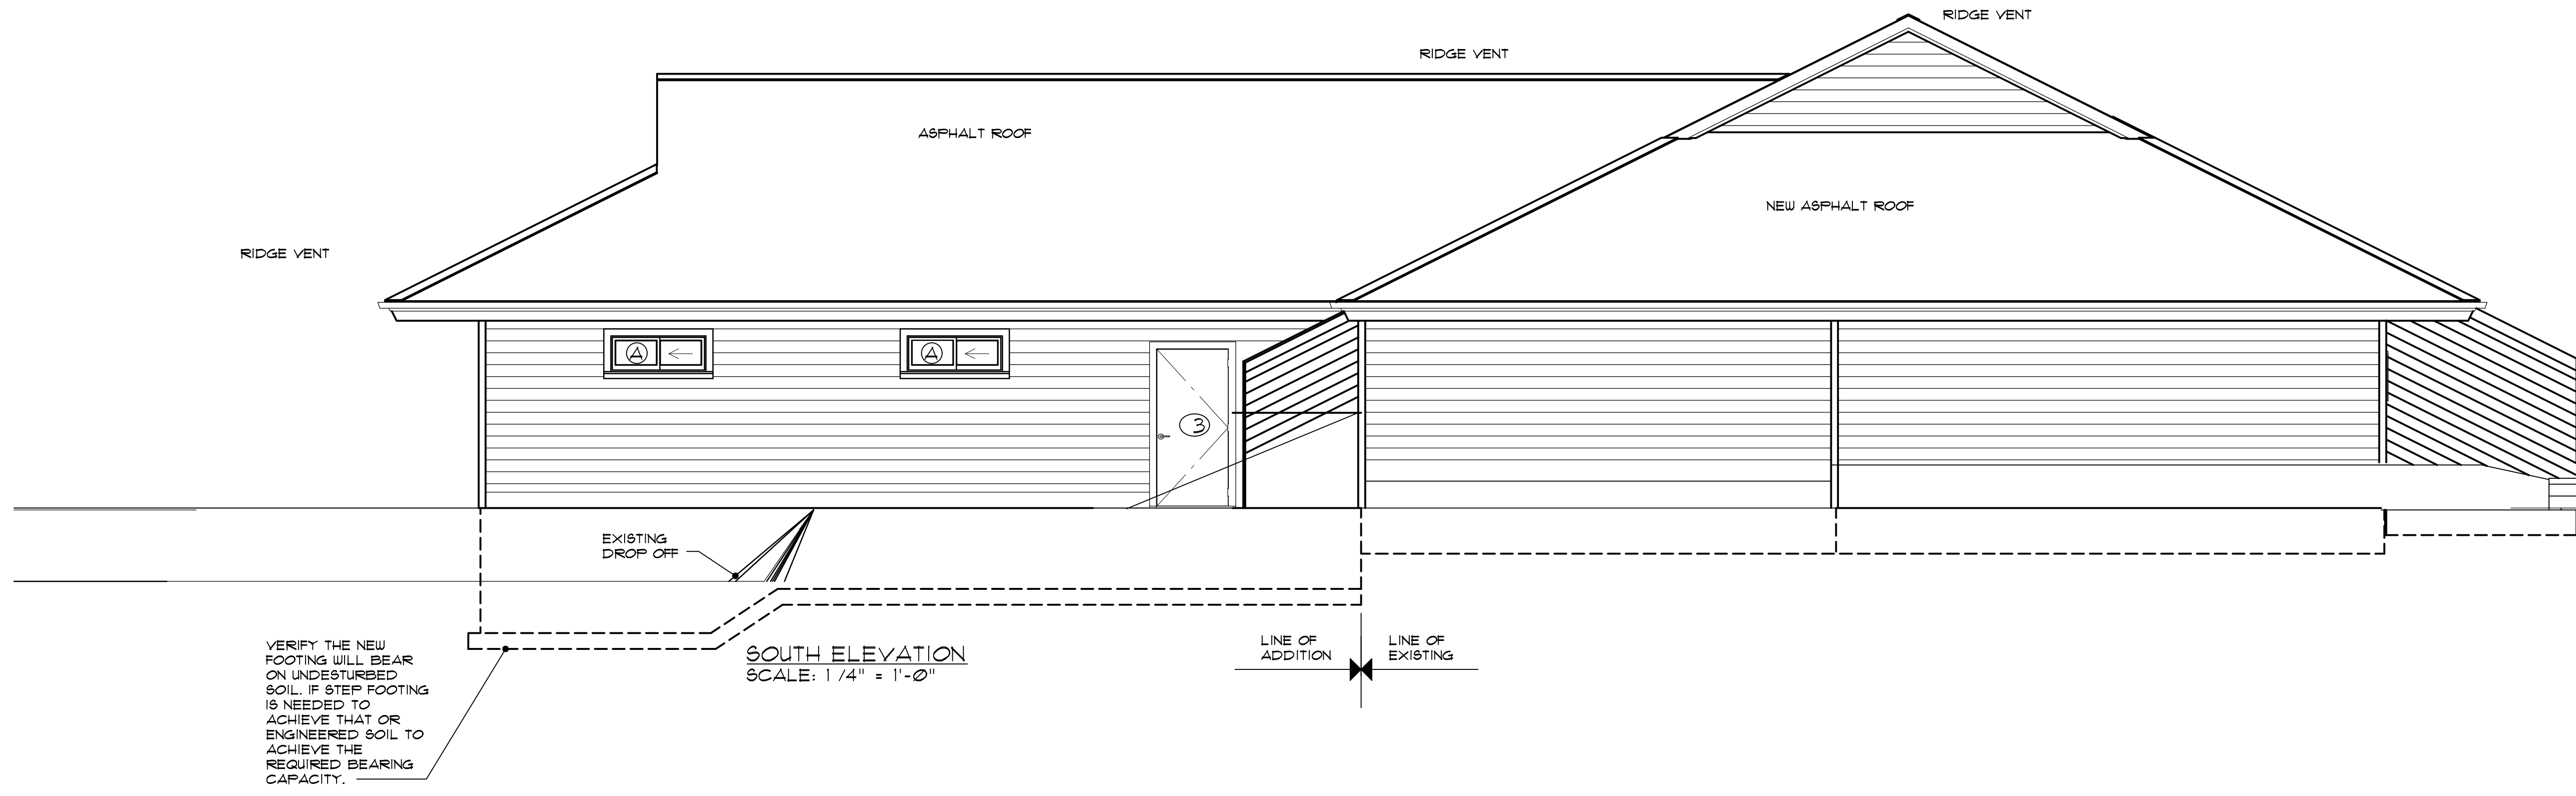 RIDGE VENT
RIDGE VENT
ASPHALT ROOF
NEW ASPHALT ROOF
RIDGE VENT
A
A
3
EXISTING
DROP OFF
VERIFY THE NEW
FOOTING WILL BEAR
ON UNDESTURBED
SOIL. IF STEP FOOTING
IS NEEDED TO
ACHIEVE THAT OR
ENGINEERED SOIL TO
ACHIEVE THE
REQUIRED BEARING
CAPACITY.
SOUTH ELEVATION
SCALE: 1/4" = 1'-0"
LINE OF
ADDITION
LINE OF
EXISTING